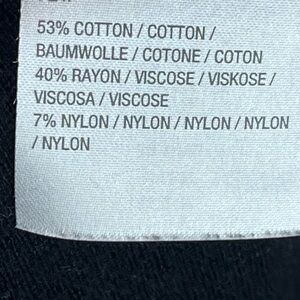 53% COTTON / COTTON /
BAUMWOLLE / COTONE / COTON
40% RAYON / VISCOSE / VISKOSE /
VISCOSA / VISCOSE
7% NYLON / NYLON / NYLON / NYLON
/ NYLON